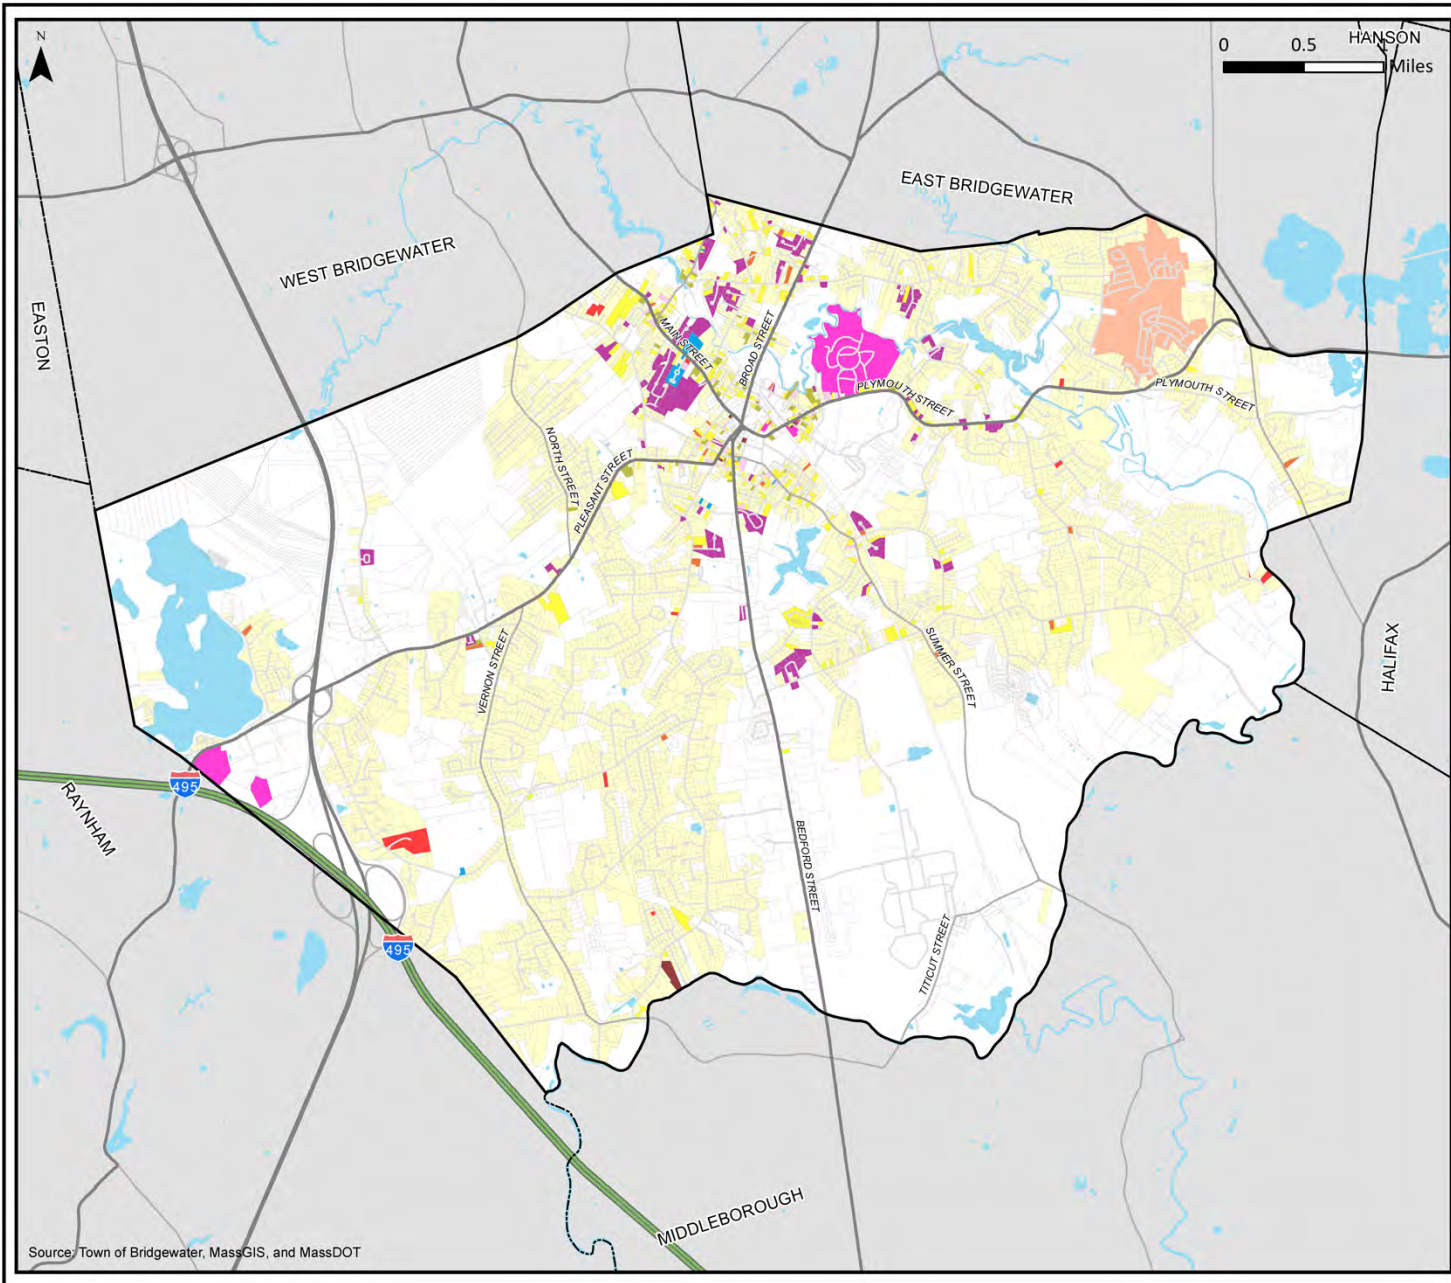 N
0 0.5 1
Miles
HANSON
EAST BRIDGEWATER
WEST BRIDGEWATER
EASTON
MAIN STREET
BROAD STREET
PLYMOUTH STREET
PLYMOUTH STREET
NORTH STREET
PLEASANT STREET
VERNON STREET
SUMMER STREET
HALIFAX
495
RAYNHAM
BEDFORD STREET
TITICUT STREET
495
MIDDLEBOROUGH
Source: Town of Bridgewater, MassGIS, and MassDOT